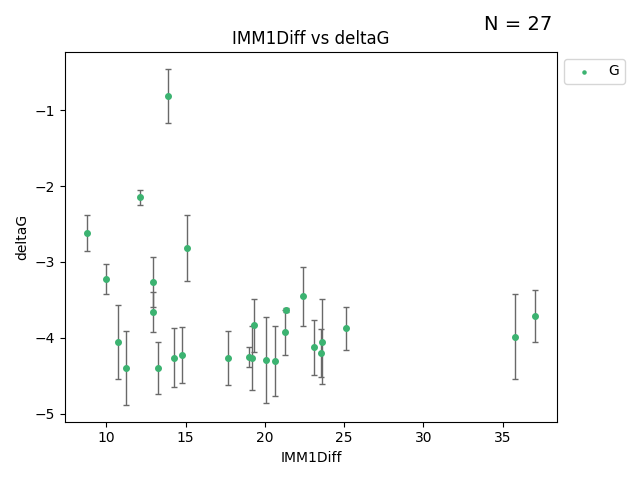 N = 27
IMM1Diff vs deltaG
G
−1
−2
−3
−4
−5
deltaG
10 15 20 25 30 35
IMM1Diff